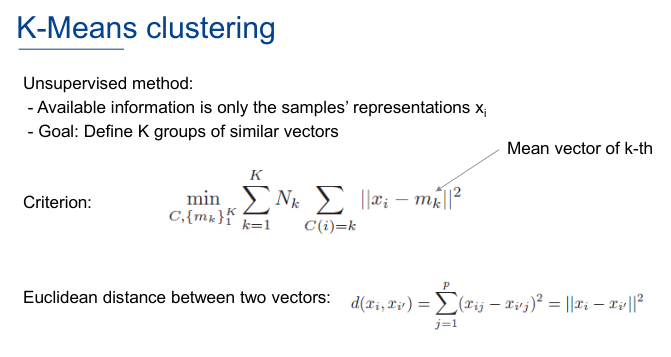 K-Means clustering
Unsupervised method:
- Available information is only the samples' representations xᵢ
- Goal: Define K groups of similar vectors
Mean vector of k-th
Criterion: min_{C,{m_k}_1^K} \sum_{k=1}^{K} N_k \sum_{C(i)=k} ||x_i − m_k||^2
Euclidean distance between two vectors: d(x_i, x_{i'}) = \sum_{j=1}^{p} (x_{ij} − x_{i'j})^2 = ||x_i − x_{i'}||^2